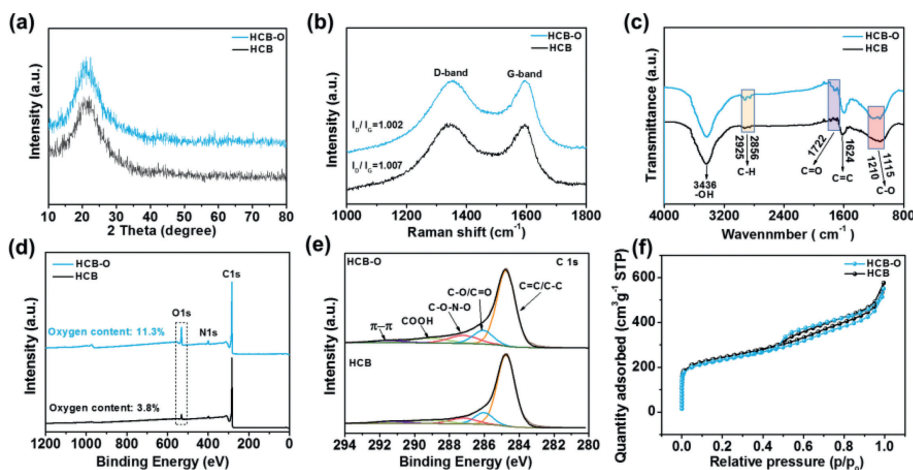 (a)
HCB-O
HCB
Intensity (a.u.)
10 20 30 40 50 60 70 80
2 Theta (degree)
(b)
HCB-O
HCB
D-band
G-band
I_D/ I_G=1.002
I_D/ I_G=1.007
Intensity (a.u.)
1000 1200 1400 1600 1800
Raman shift (cm⁻¹)
(c)
HCB-O
HCB
Transmittance (a.u.)
3436
-OH
2925
2856
C-H
1722
C=O
1624
C=C
1210
1115
C-O
4000 3200 2400 1600 800
Wavennmber ( cm⁻¹)
(d)
HCB-O
HCB
C1s
O1s
N1s
Oxygen content: 11.3%
Oxygen content: 3.8%
Intensity (a.u.)
1200 1000 800 600 400 200 0
Binding Energy (eV)
(e)
HCB-O
C 1s
C=C/C-C
C-O/C=O
C-O-N-O
COOH
π–π
HCB
Intensity (a.u.)
294 292 290 288 286 284 282 280
Binding Energy (eV)
(f)
HCB-O
HCB
Quantity adsorbed (cm³g⁻¹ STP)
800
600
400
200
0
0.0 0.2 0.4 0.6 0.8 1.0
Relative pressure (p/p₀)